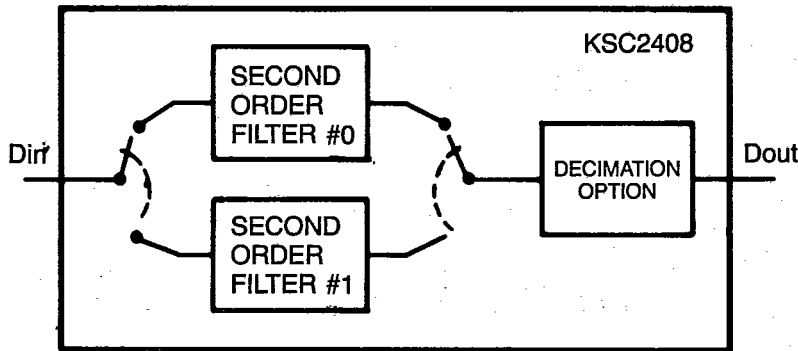 KSC2408
SECOND
ORDER
FILTER #0
Din
DECIMATION
OPTION
Dout
SECOND
ORDER
FILTER #1